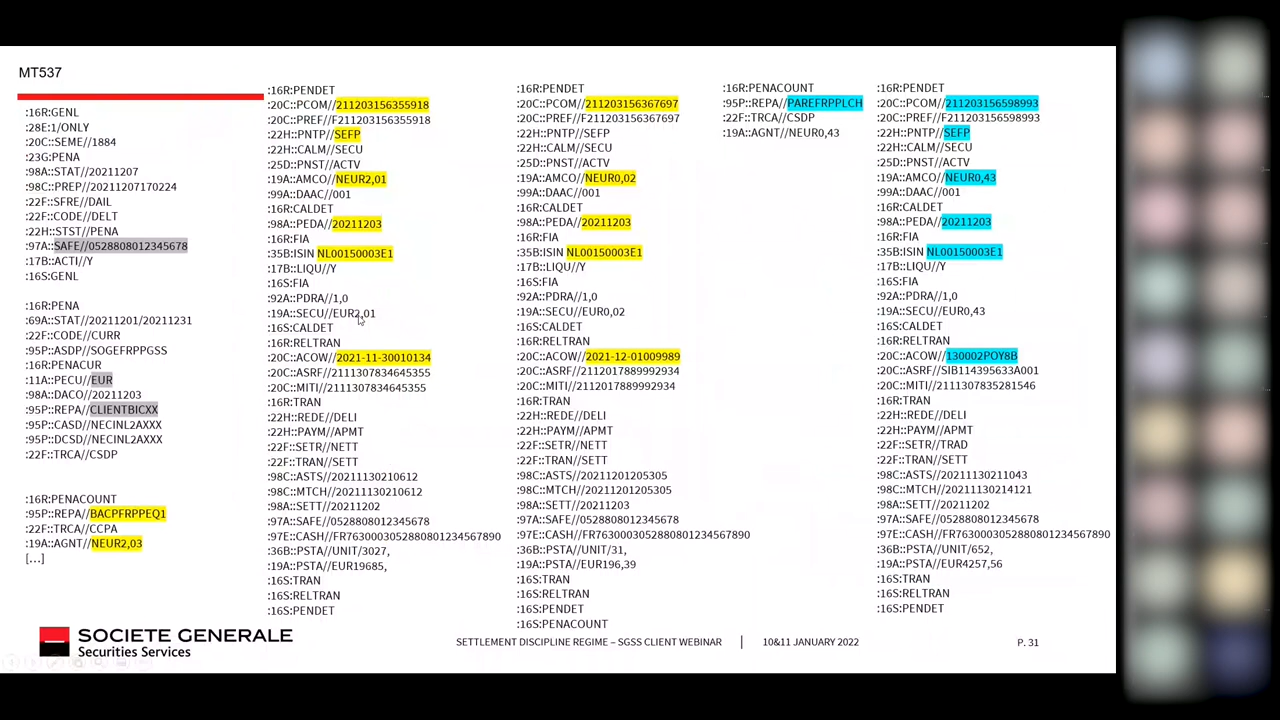 MT537
:16R:GENL
:28E:1/ONLY
:20C::SEME//1884
:23G:PENA
:98A::STAT//20211207
:98C::PREP//20211207170224
:22F::SFRE//DAIL
:22F::CODE//DELT
:22H::STST//PENA
:97A::SAFE//0528808012345678
:17B::ACTI//Y
:16S:GENL
:16R:PENA
:69A::STAT//20211201/20211231
:22F::CODE//CURR
:95P::ASDP//SOGEFRPPGSS
:16R:PENACUR
:11A::PECU//EUR
:98A::DACO//20211203
:95P::REPA//CLIENTBICXX
:95P::CASD//NECINL2AXXX
:95P::DCSD//NECINL2AXXX
:22F::TRCA//CSDP
:16R:PENACOUNT
:95P::REPA//BACPFRPPEQ1
:22F::TRCA//CCPA
:19A::AGNT//NEUR2,03
[...]
:16R:PENDET
:20C::PCOM//211203156355918
:20C::PREF//F211203156355918
:22H::PNTP//SEFP
:22H::CALM//SECU
:25D::PNST//ACTV
:19A::AMCO//NEUR2,01
:99A::DAAC//001
:16R:CALDET
:98A::PEDA//20211203
:16R:FIA
:35B:ISIN NL00150003E1
:17B::LIQU//Y
:16S:FIA
:92A::PDRA//1,0
:19A::SECU//EUR2,01
:16S:CALDET
:16R:RELTRAN
:20C::ACOW//2021-11-30010134
:20C::ASRF//2111307834645355
:20C::MITI//2111307834645355
:16R:TRAN
:22H::REDE//DELI
:22H::PAYM//APMT
:22F::SETR//NETT
:22F::TRAN//SETT
:98C::ASTS//20211130210612
:98C::MTCH//20211130210612
:98A::SETT//20211202
:97A::SAFE//0528808012345678
:97E::CASH//FR7630003052880801234567890
:36B::PSTA//UNIT/3027,
:19A::PSTA//EUR19685,
:16S:TRAN
:16S:RELTRAN
:16S:PENDET
:16S:PENDET
:20C::PCOM//211203156367697
:20C::PREF//F211203156367697
:22H::PNTP//SEFP
:22H::CALM//SECU
:25D::PNST//ACTV
:19A::AMCO//NEUR0,02
:99A::DAAC//001
:16R:CALDET
:98A::PEDA//20211203
:16R:FIA
:35B:ISIN NL00150003E1
:17B::LIQU//Y
:16S:FIA
:92A::PDRA//1,0
:19A::SECU//EUR0,02
:16S:CALDET
:16R:RELTRAN
:20C::ACOW//2021-12-01009989
:20C::ASRF//2112017889992934
:20C::MITI//2112017889992934
:16R:TRAN
:22H::REDE//DELI
:22H::PAYM//APMT
:22F::SETR//NETT
:22F::TRAN//SETT
:98C::ASTS//20211201205305
:98C::MTCH//20211201205305
:98A::SETT//20211203
:97A::SAFE//0528808012345678
:97E::CASH//FR7630003052880801234567890
:36B::PSTA//UNIT/31,
:19A::PSTA//EUR196,39
:16S:TRAN
:16S:RELTRAN
:16S:PENDET
:16S:PENACOUNT
:16R:PENACOUNT
:95P::REPA//PAREFRPPLCH
:22F::TRCA//CSDP
:19A::AGNT//NEUR0,43
:16R:PENDET
:20C::PCOM//211203156598993
:20C::PREF//F211203156598993
:22H::PNTP//SEFP
:22H::CALM//SECU
:25D::PNST//ACTV
:19A::AMCO//NEUR0,43
:99A::DAAC//001
:16R:CALDET
:98A::PEDA//20211203
:16R:FIA
:35B:ISIN NL00150003E1
:17B::LIQU//Y
:16S:FIA
:92A::PDRA//1,0
:19A::SECU//EUR0,43
:16S:CALDET
:16R:RELTRAN
:20C::ACOW//130002POY8B
:20C::ASRF//SIB114395633A001
:20C::MITI//2111307835281546
:16R:TRAN
:22H::REDE//DELI
:22H::PAYM//APMT
:22F::SETR//TRAD
:22F::TRAN//SETT
:98C::ASTS//20211130211043
:98C::MTCH//20211130214121
:98A::SETT//20211202
:97A::SAFE//0528808012345678
:97E::CASH//FR7630003052880801234567890
:36B::PSTA//UNIT/652,
:19A::PSTA//EUR4257,56
:16S:TRAN
:16S:RELTRAN
:16S:PENDET
SOCIETE GENERALE
Securities Services
SETTLEMENT DISCIPLINE REGIME – SGSS CLIENT WEBINAR
10&11 JANUARY 2022
P. 31